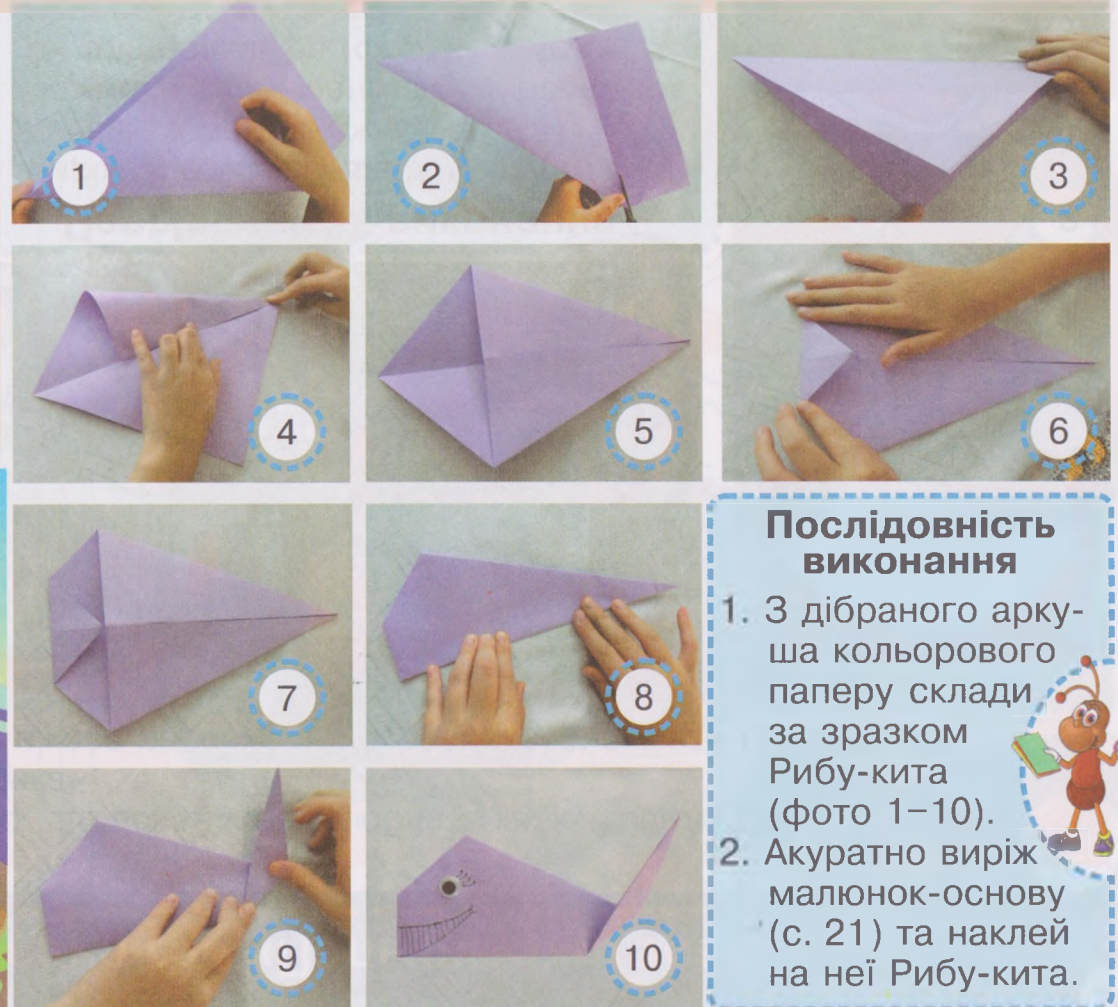 1
2
3
4
5
6
7
8
9
10
Послідовність
виконання
1. З дібраного арку-
ша кольорового
паперу склади
за зразком
Рибу-кита
(фото 1–10).
2. Акуратно виріж
малюнок-основу
(с. 21) та наклей
на неї Рибу-кита.